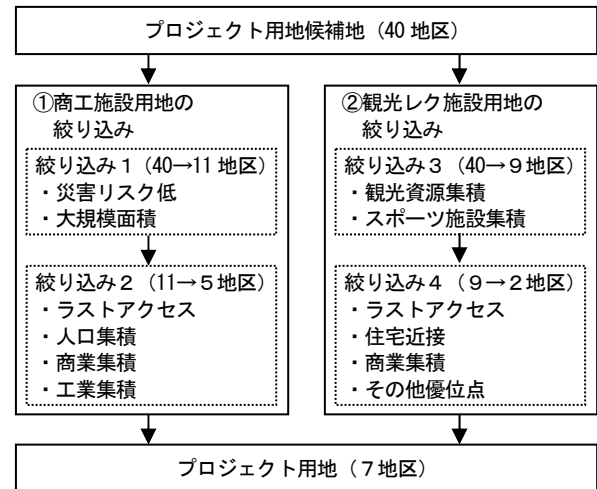 プロジェクト用地候補地（40 地区）
①商工施設用地の
絞り込み
絞り込み１（40→11 地区）
・災害リスク低
・大規模面積
絞り込み２（11→５地区）
・ラストアクセス
・人口集積
・商業集積
・工業集積
②観光レク施設用地の
絞り込み
絞り込み３（40→９地区）
・観光資源集積
・スポーツ施設集積
絞り込み４（９→２地区）
・ラストアクセス
・住宅近接
・商業集積
・その他優位点
プロジェクト用地（７地区）